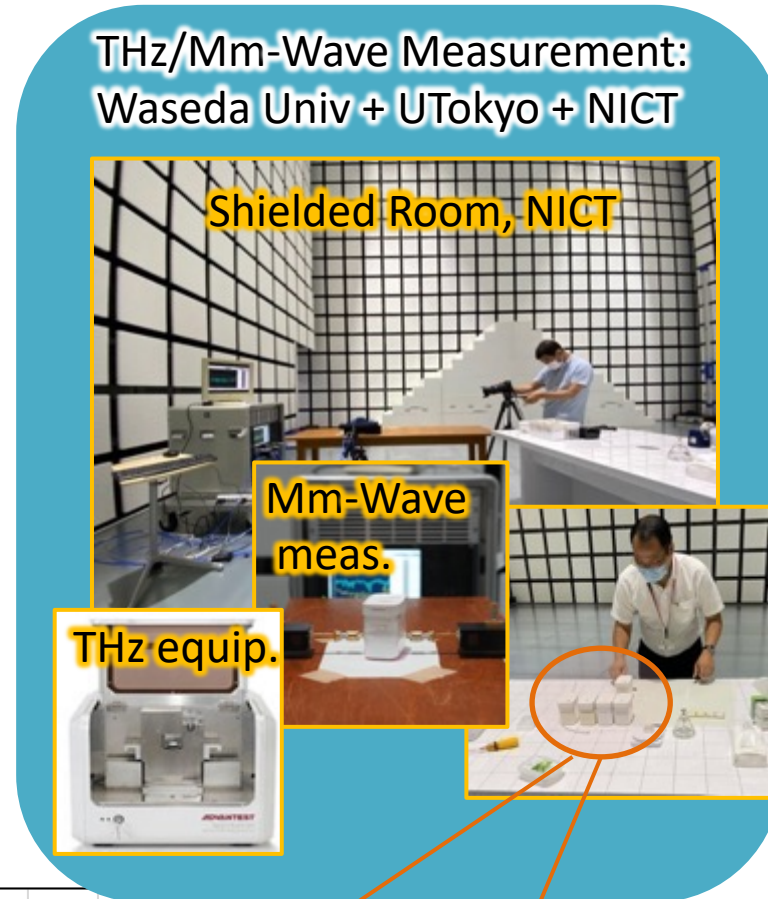 THz/Mm-Wave Measurement:
Waseda Univ + UTokyo + NICT
Shielded Room, NICT
Mm-Wave
meas.
THz equip.
ADVANTEST